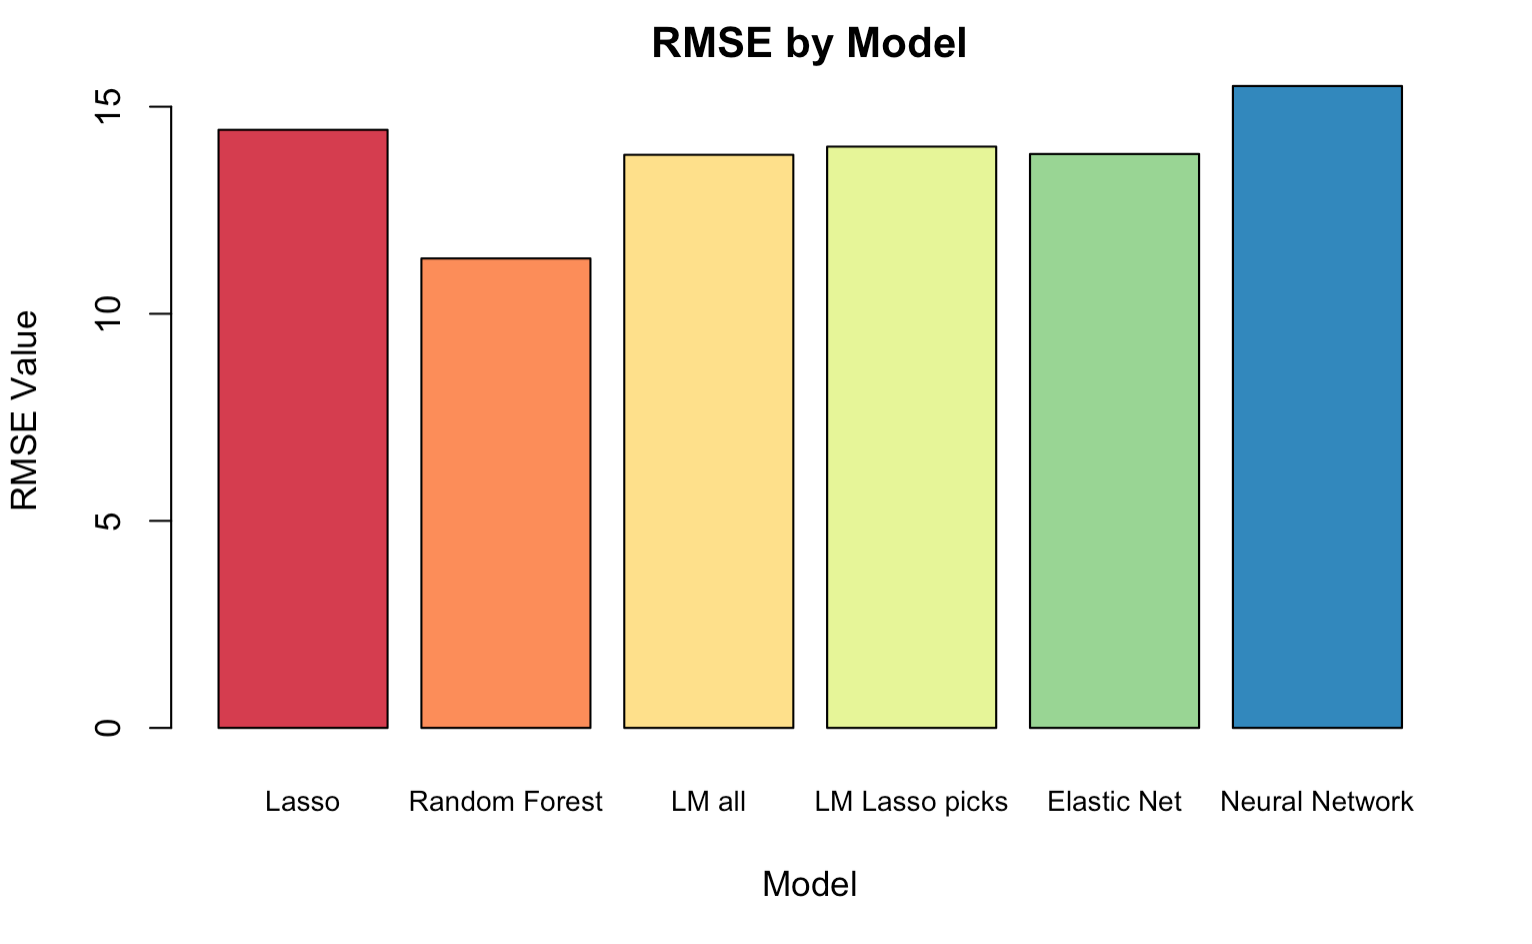 RMSE by Model
RMSE Value
15
10
5
0
Lasso Random Forest LM all LM Lasso picks Elastic Net Neural Network
Model